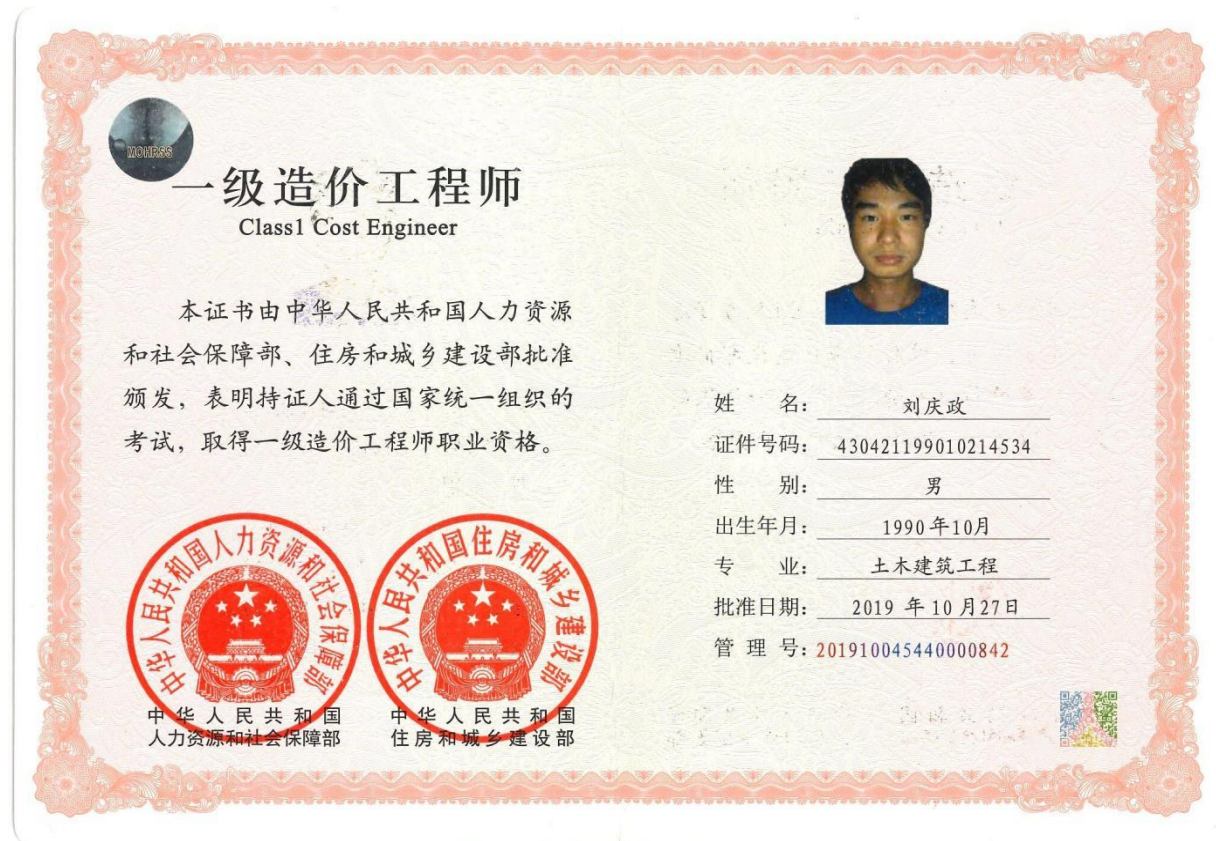 MOHRSS
一级造价工程师
Class1 Cost Engineer
本证书由中华人民共和国人力资源
和社会保障部、住房和城乡建设部批准
颁发，表明持证人通过国家统一组织的
考试，取得一级造价工程师职业资格。
中华人民共和国人力资源和社会保障部
中华人民共和国住房和城乡建设部
中华人民共和国
人力资源和社会保障部
中华人民共和国
住房和城乡建设部
姓 名：刘庆政
证件号码：430421199010214534
性 别：男
出生年月：1990年10月
专 业：土木建筑工程
批准日期：2019 年 10 月27日
管 理 号：201910045440000842